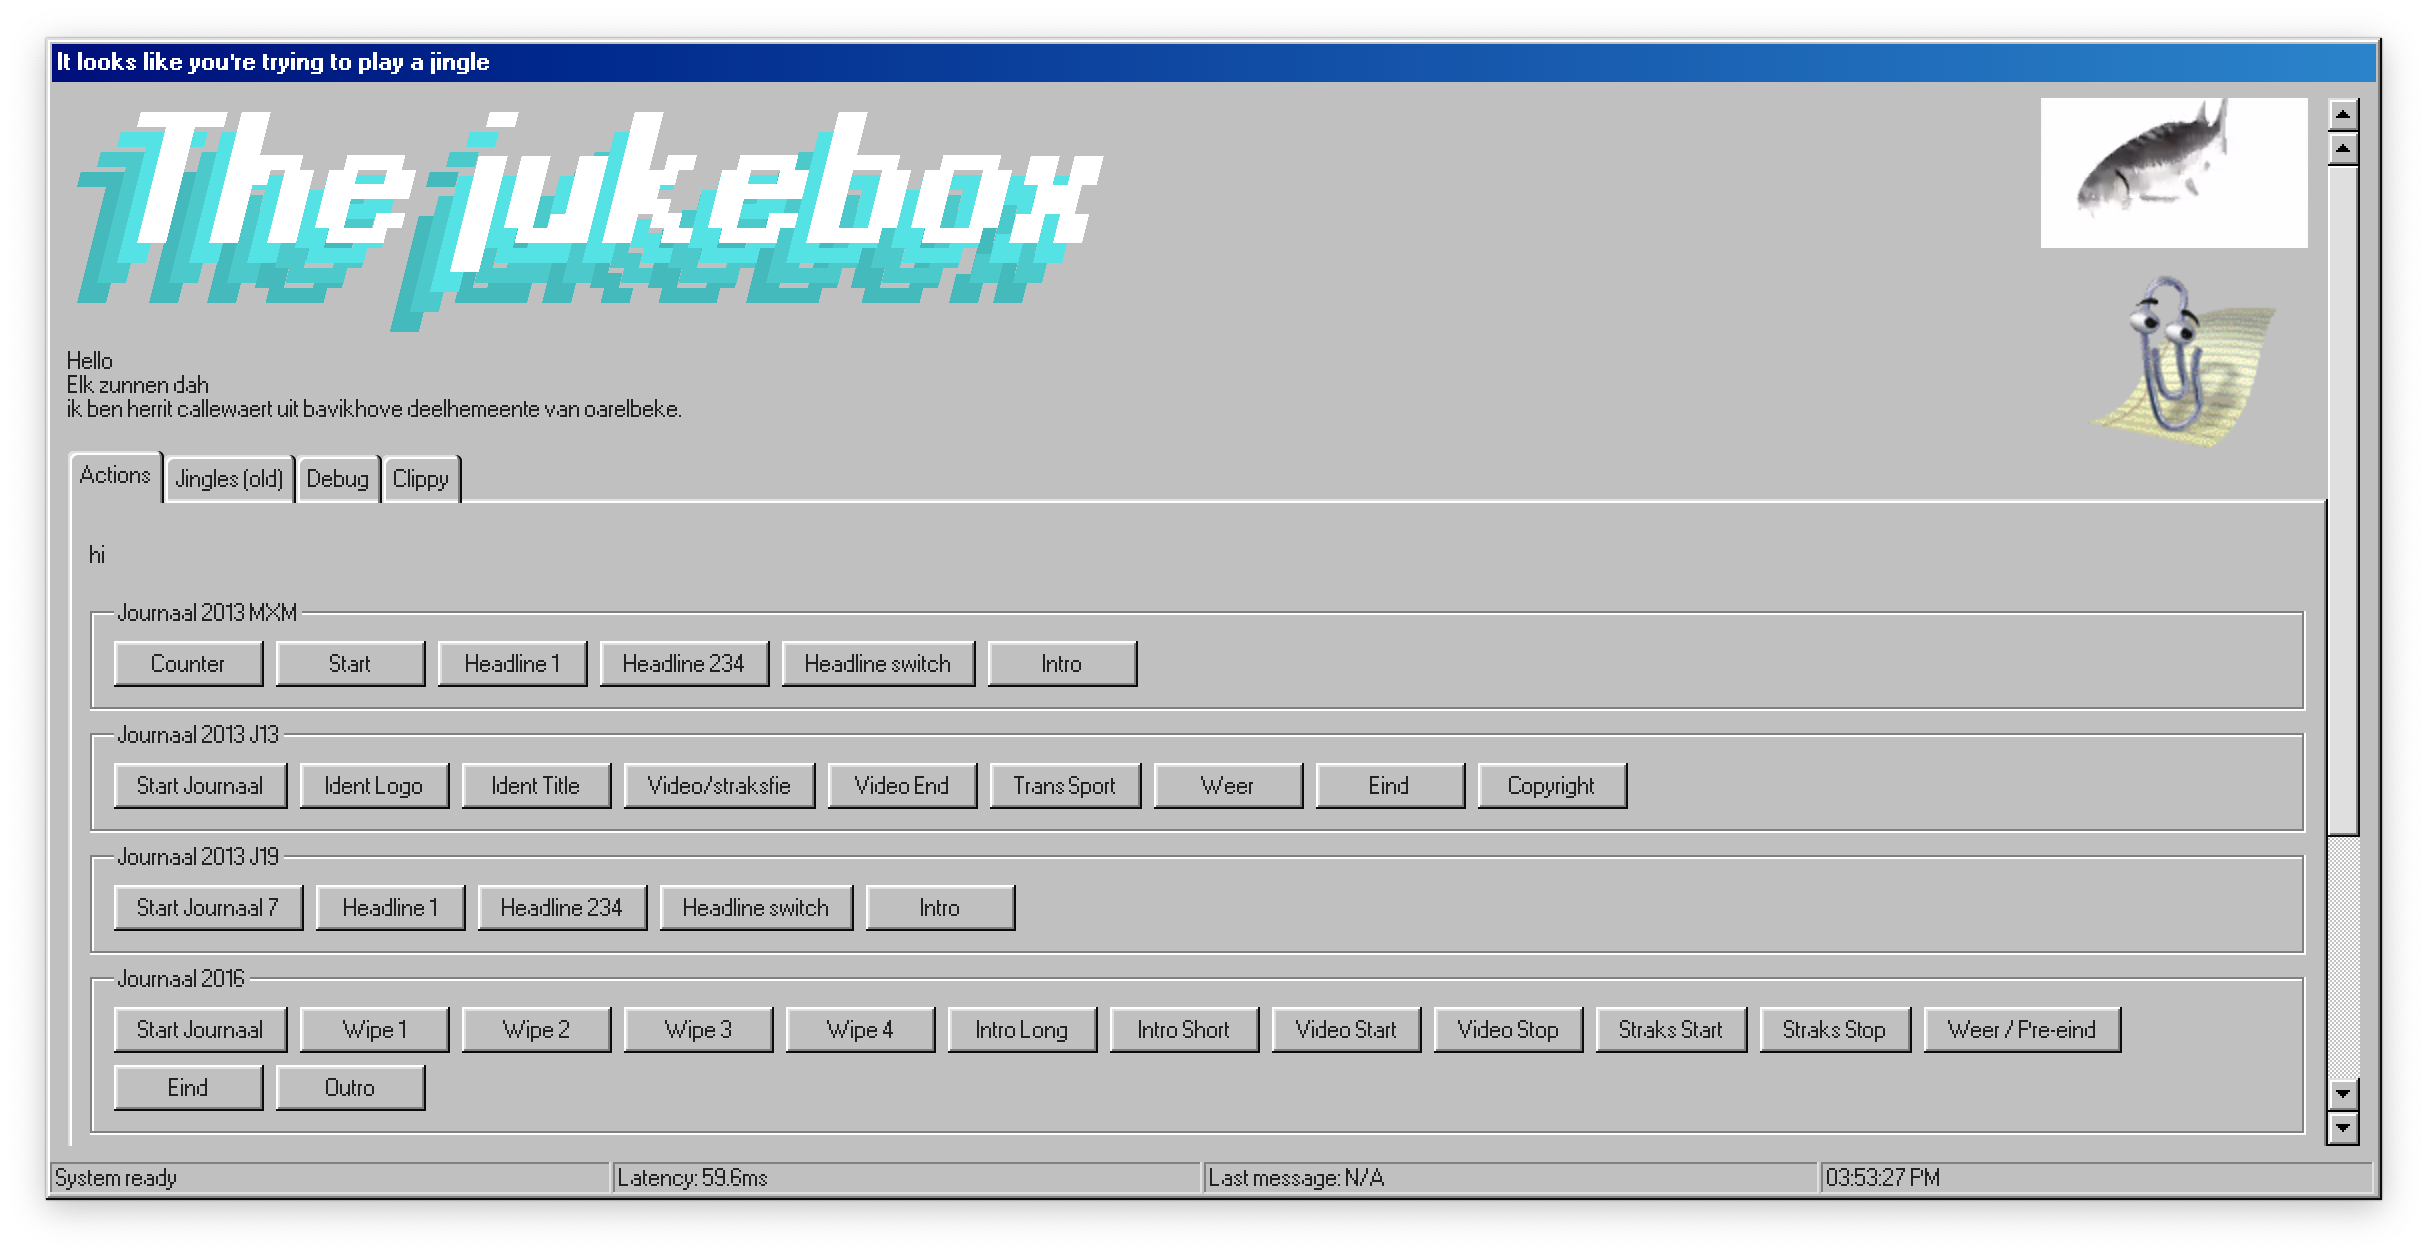 It looks like you're trying to play a jingle
The jukebox
Hello
Elk zunnen dah
ik ben herrit callewaert uit bavikhove deelhemeente van oarelbeke.
Actions Jingles (old) Debug Clippy
hi
Journaal 2013 MXM
Counter Start Headline 1 Headline 234 Headline switch Intro
Journaal 2013 J13
Start Journaal Ident Logo Ident Title Video/straksfie Video End Trans Sport Weer Eind Copyright
Journaal 2013 J19
Start Journaal 7 Headline 1 Headline 234 Headline switch Intro
Journaal 2016
Start Journaal Wipe 1 Wipe 2 Wipe 3 Wipe 4 Intro Long Intro Short Video Start Video Stop Straks Start Straks Stop Weer / Pre-eind
Eind Outro
System ready Latency: 59.6ms Last message: N/A 03:53:27 PM